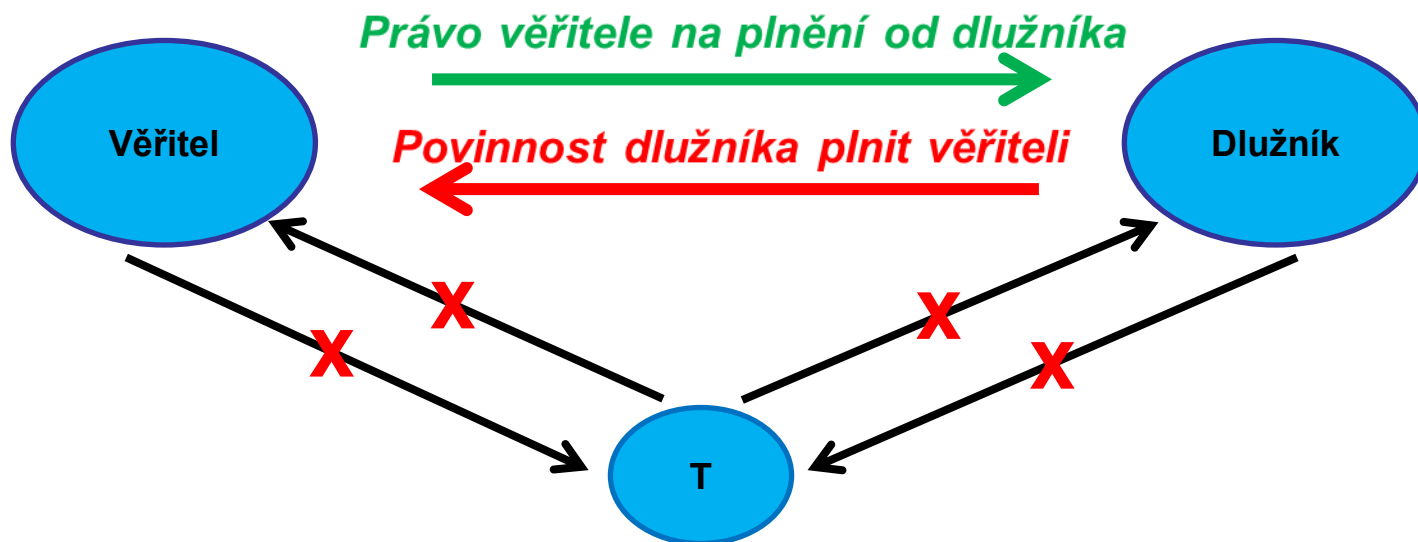 Právo věřitele na plnění od dlužníka
Věřitel
Dlužník
Povinnost dlužníka plnit věřiteli
X
X
X
X
T